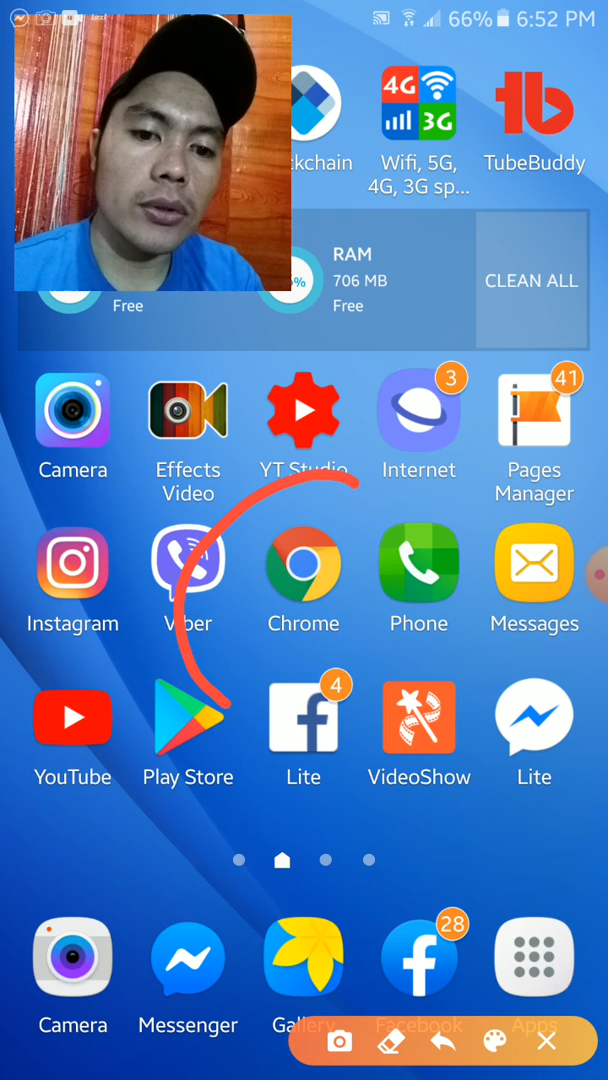 66% 6:52 PM
4G
3G
tb
ckchain
Wifi, 5G,
4G, 3G sp...
TubeBuddy
RAM
706 MB
Free
Free
%
CLEAN ALL
3
41
Camera
Effects
Video
YT Studio
Internet
Pages
Manager
Instagram
Viber
Chrome
Phone
Messages
4
YouTube
Play Store
Lite
VideoShow
Lite
28
Camera
Messenger
Gallery
Facebook
Apps